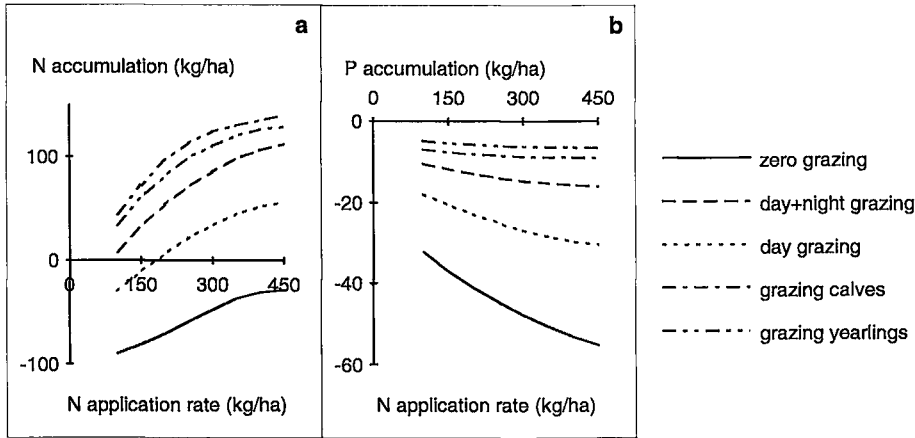 a
N accumulation (kg/ha)
100
0
0 150 300 450
-100
N application rate (kg/ha)
b
P accumulation (kg/ha)
0 150 300 450
0
-20
-40
-60
N application rate (kg/ha)
zero grazing
day+night grazing
day grazing
grazing calves
grazing yearlings